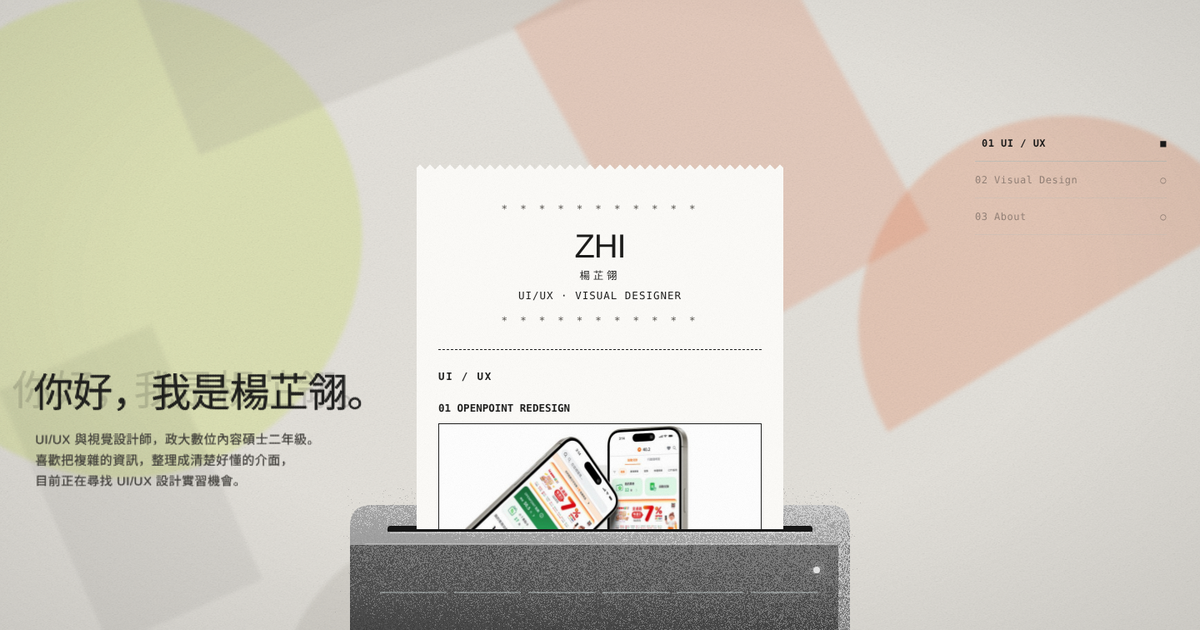 01 UI / UX
02 Visual Design
03 About
* * * * * * * * * * *
ZHI
楊芷翎
UI/UX · VISUAL DESIGNER
* * * * * * * * * * *
UI / UX
01 OPENPOINT REDESIGN
7%
7%
你好，我是楊芷翎。
UI/UX 與視覺設計師，政大數位內容碩士二年級。
喜歡把複雜的資訊，整理成清楚好懂的介面，
目前正在尋找 UI/UX 設計實習機會。